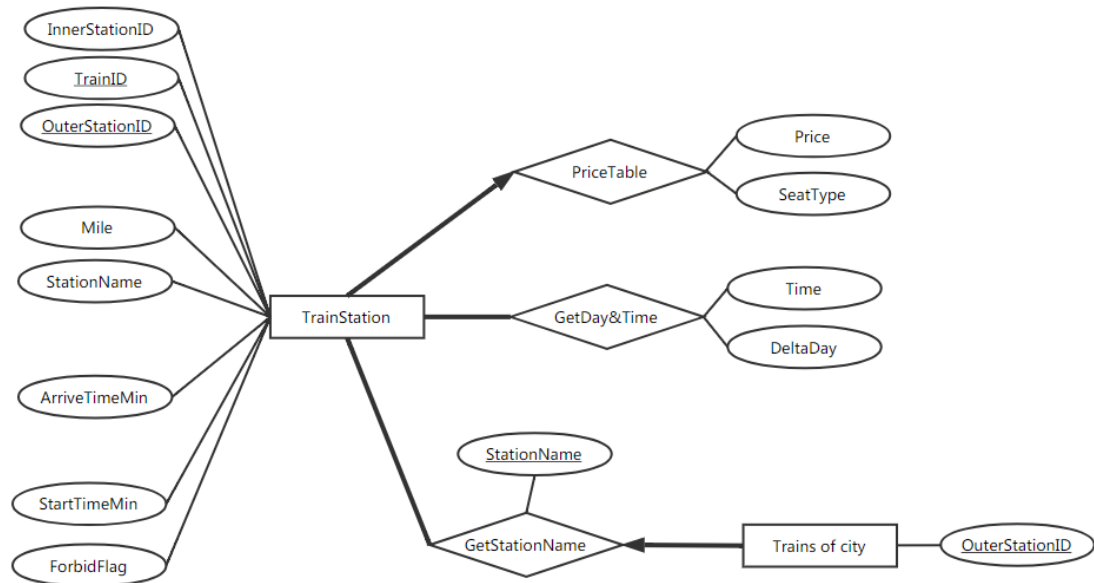 InnerStationID
TrainID
OuterStationID
Mile
StationName
ArriveTimeMin
StartTimeMin
ForbidFlag
TrainStation
PriceTable
Price
SeatType
GetDay&Time
Time
DeltaDay
StationName
GetStationName
Trains of city
OuterStationID